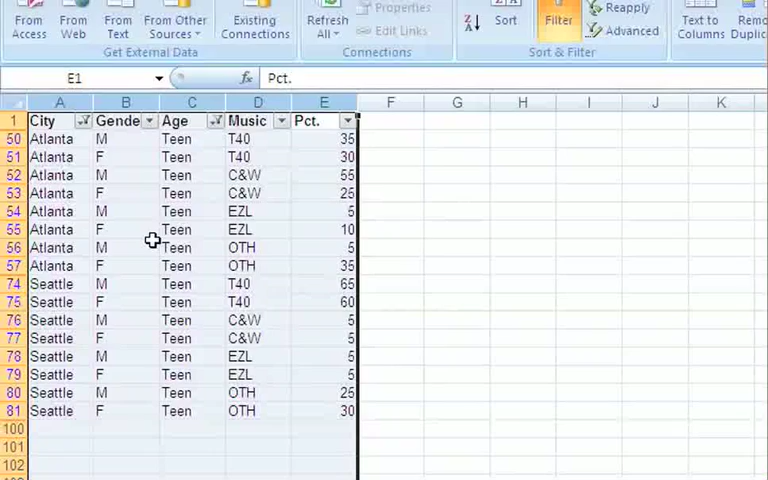 From From From From Other Existing Refresh Properties Sort Filter Reapply Text to Remo
Access Web Text Sources Connections All Edit Links Advanced Columns Duplic
Get External Data Connections Sort & Filter
E1 fx Pct.
A B C D E F G H I J K
1 City Gende Age Music Pct.
50 Atlanta M Teen T40 35
51 Atlanta F Teen T40 30
52 Atlanta M Teen C&W 55
53 Atlanta F Teen C&W 25
54 Atlanta M Teen EZL 5
55 Atlanta F Teen EZL 10
56 Atlanta M Teen OTH 5
57 Atlanta F Teen OTH 35
74 Seattle M Teen T40 65
75 Seattle F Teen T40 60
76 Seattle M Teen C&W 5
77 Seattle F Teen C&W 5
78 Seattle M Teen EZL 5
79 Seattle F Teen EZL 5
80 Seattle M Teen OTH 25
81 Seattle F Teen OTH 30
100
101
102